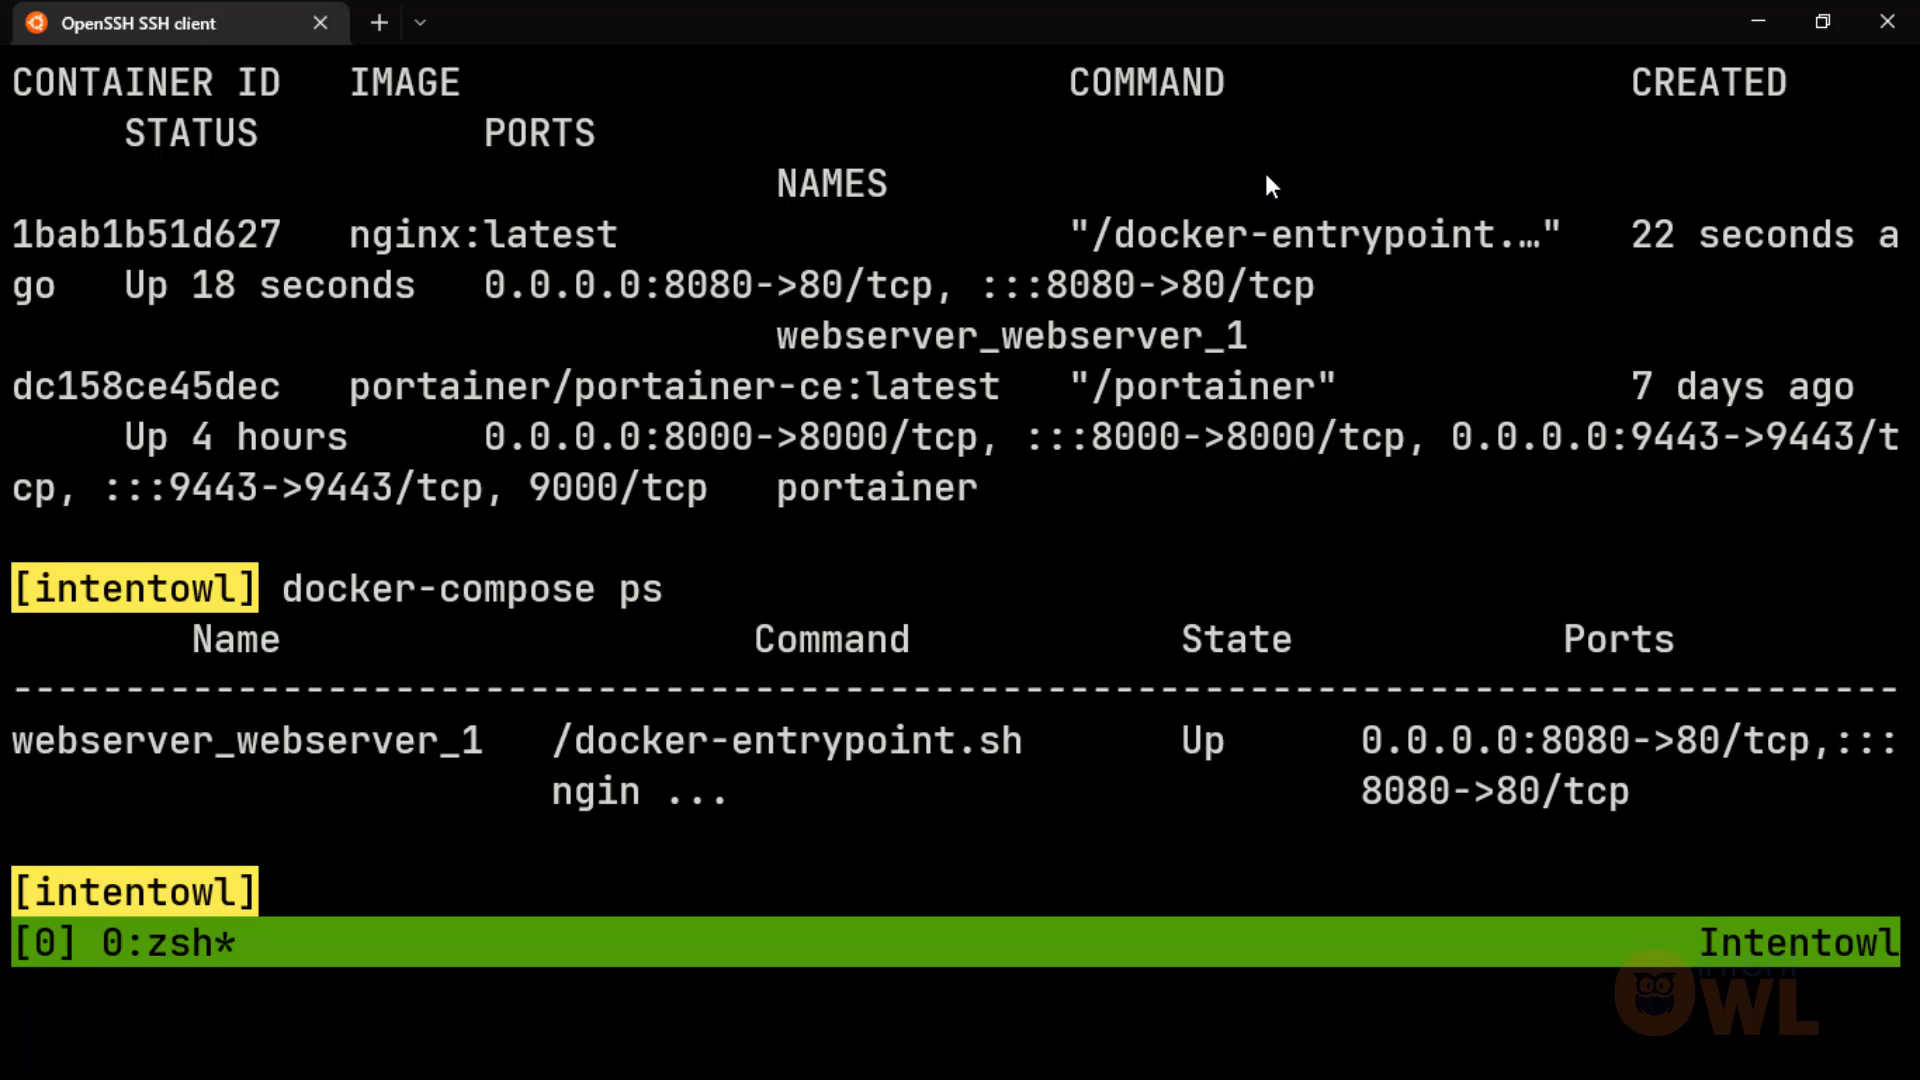 OpenSSH SSH client
CONTAINER ID   IMAGE                           COMMAND                  CREATED
     STATUS          PORTS
                                  NAMES
1bab1b51d627   nginx:latest                    "/docker-entrypoint.…"   22 seconds a
go   Up 18 seconds   0.0.0.0:8080->80/tcp, :::8080->80/tcp
                                  webserver_webserver_1
dc158ce45dec   portainer/portainer-ce:latest   "/portainer"             7 days ago
     Up 4 hours      0.0.0.0:8000->8000/tcp, :::8000->8000/tcp, 0.0.0.0:9443->9443/t
cp, :::9443->9443/tcp, 9000/tcp   portainer
[intentowl] docker-compose ps
        Name                     Command            State            Ports
------------------------------------------------------------------------------------
webserver_webserver_1   /docker-entrypoint.sh       Up      0.0.0.0:8080->80/tcp,:::
                        ngin ...                            8080->80/tcp
[intentowl]
[0] 0:zsh*                                                                 Intentowl
WL